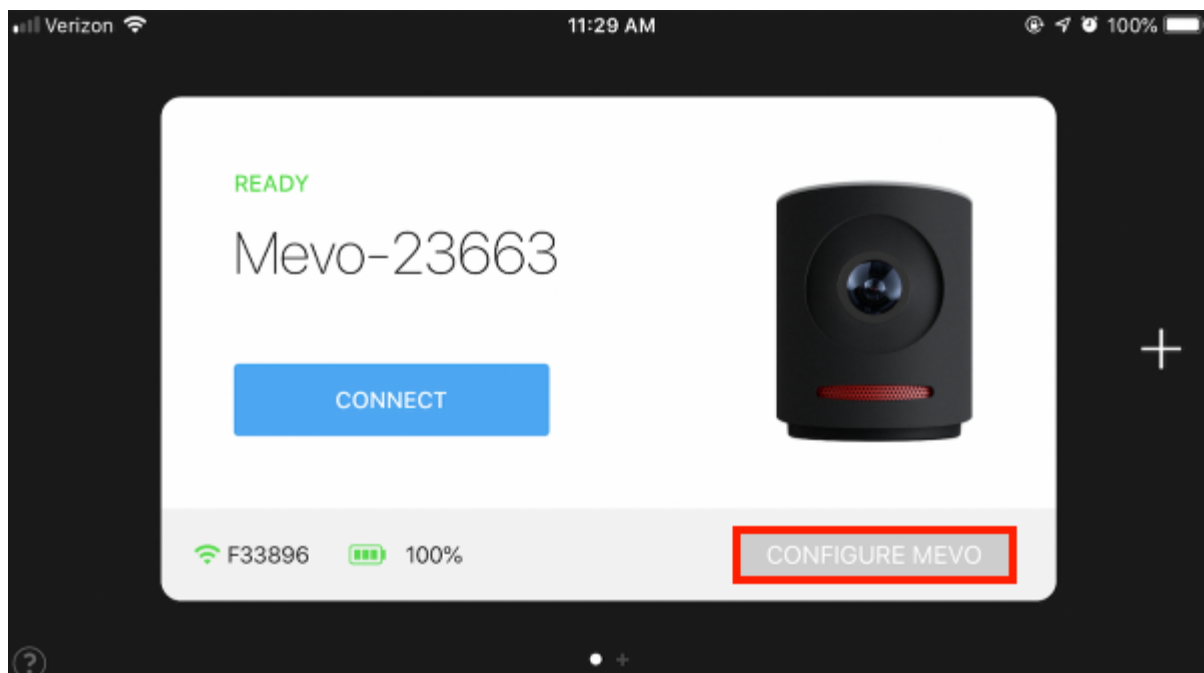 Verizon 11:29 AM 100%
READY
Mevo-23663
CONNECT
F33896 100% CONFIGURE MEVO
?